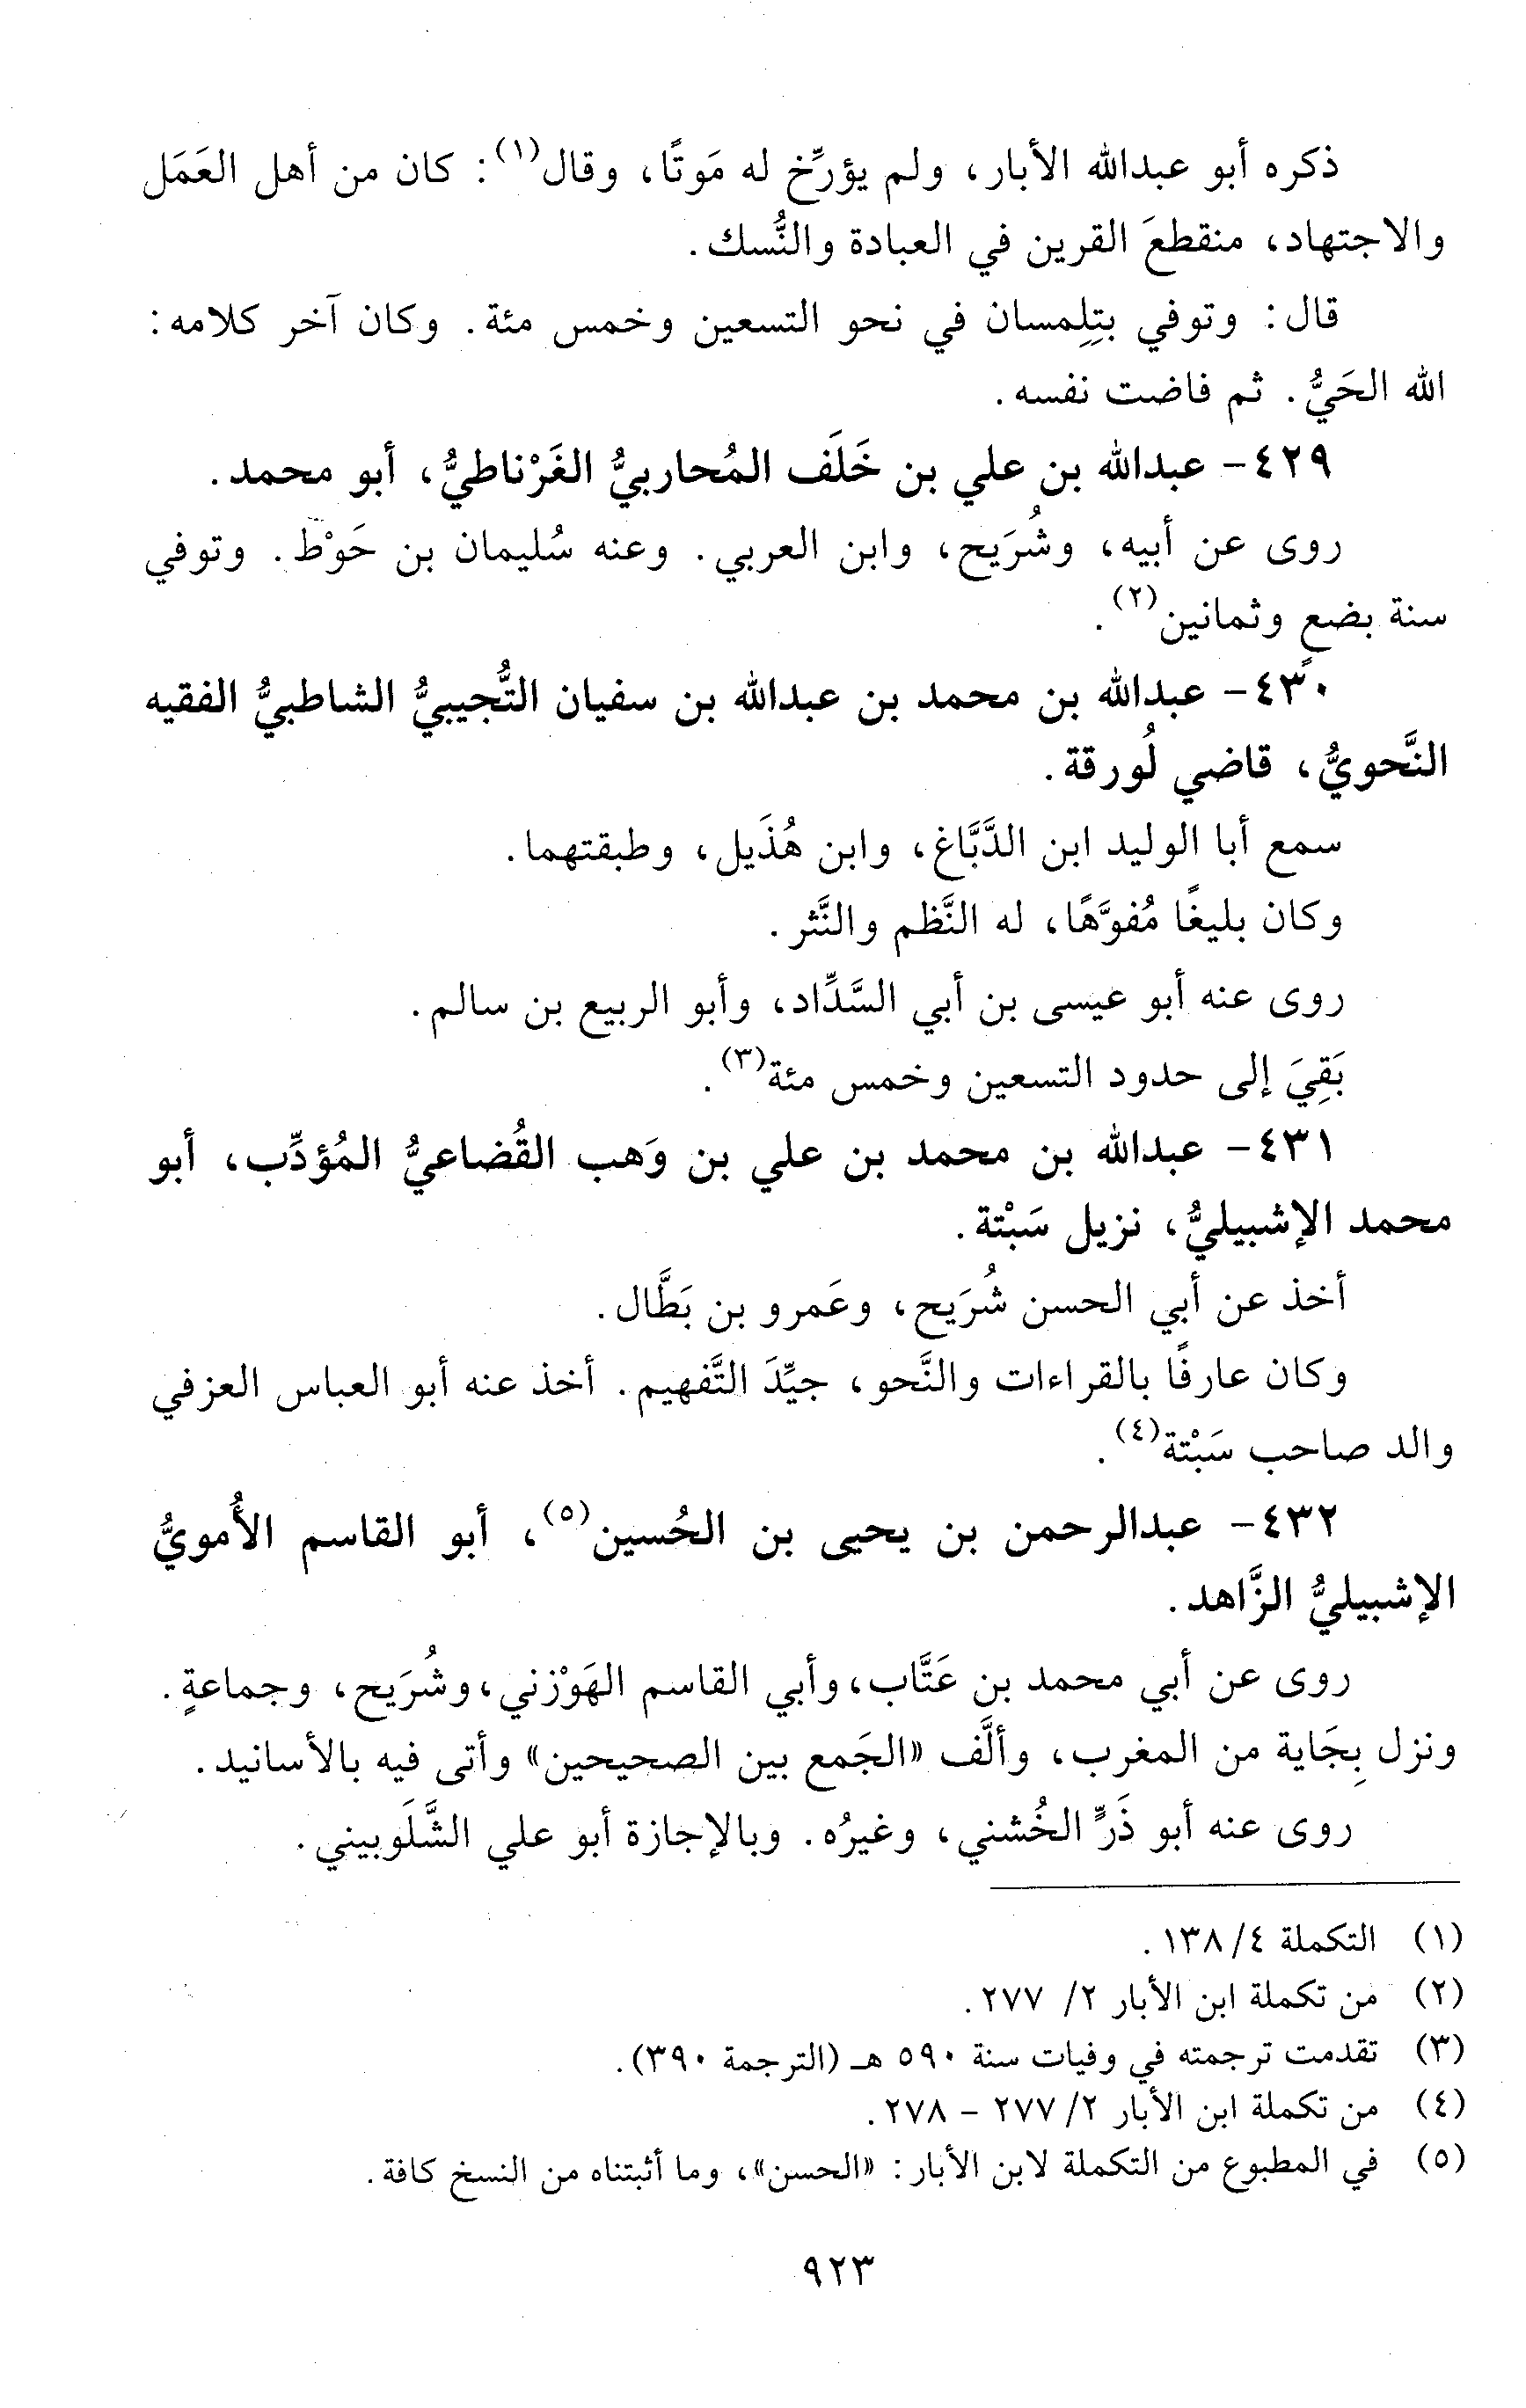 ذكره أبو عبدالله الأبار، ولم يؤرِّخ له مَوتًا، وقال(١): كان من أهل العَمَل
والاجتهاد، منقطعَ القرين في العبادة والنُّسك.
قال: وتوفي بتِلِمسان في نحو التسعين وخمس مئة. وكان آخر كلامه:
الله الحَيُّ. ثم فاضت نفسه.
٤٢٩- عبدالله بن علي بن خَلَف المُحاربيُّ الغَرْناطيُّ، أبو محمد.
روى عن أبيه، وشُرَيح، وابن العربي. وعنه سُليمان بن حَوْط. وتوفي
سنة بضعٍ وثمانين(٢).
٤٣٠- عبدالله بن محمد بن عبدالله بن سفيان التُّجيبيُّ الشاطبيُّ الفقيه
النَّحويُّ، قاضي لُورقة.
سمع أبا الوليد ابن الدَّبَّاغ، وابن هُذَيل، وطبقتهما.
وكان بليغًا مُفوَّهًا، له النَّظم والنَّثر.
روى عنه أبو عيسى بن أبي السَّدِّاد، وأبو الربيع بن سالم.
بَقِيَ إلى حدود التسعين وخمس مئة(٣).
٤٣١- عبدالله بن محمد بن علي بن وَهب القُضاعيُّ المُؤدِّب، أبو
محمد الإشبيليُّ، نزيل سَبْتة.
أخذ عن أبي الحسن شُرَيح، وعَمرو بن بَطَّال.
وكان عارفًا بالقراءات والنَّحو، جيِّدَ التَّفهيم. أخذ عنه أبو العباس العزفي
والد صاحب سَبْتة(٤).
٤٣٢- عبدالرحمن بن يحيى بن الحُسين(٥)، أبو القاسم الأُمويُّ
الإشبيليُّ الزَّاهد.
روى عن أبي محمد بن عَتَّاب، وأبي القاسم الهَوْزني، وشُرَيح، وجماعةٍ.
ونزل بِجَاية من المغرب، وألَّف «الجَمع بين الصحيحين» وأتى فيه بالأسانيد.
روى عنه أبو ذَرٍّ الخُشني، وغيرُه. وبالإجازة أبو علي الشَّلَوبيني.
(١) التكملة ٤/ ١٣٨.
(٢) من تكملة ابن الأبار ٢/ ٢٧٧.
(٣) تقدمت ترجمته في وفيات سنة ٥٩٠ هـ (الترجمة ٣٩٠).
(٤) من تكملة ابن الأبار ٢/ ٢٧٧ - ٢٧٨.
(٥) في المطبوع من التكملة لابن الأبار: «الحسن»، وما أثبتناه من النسخ كافة.
٩٢٣